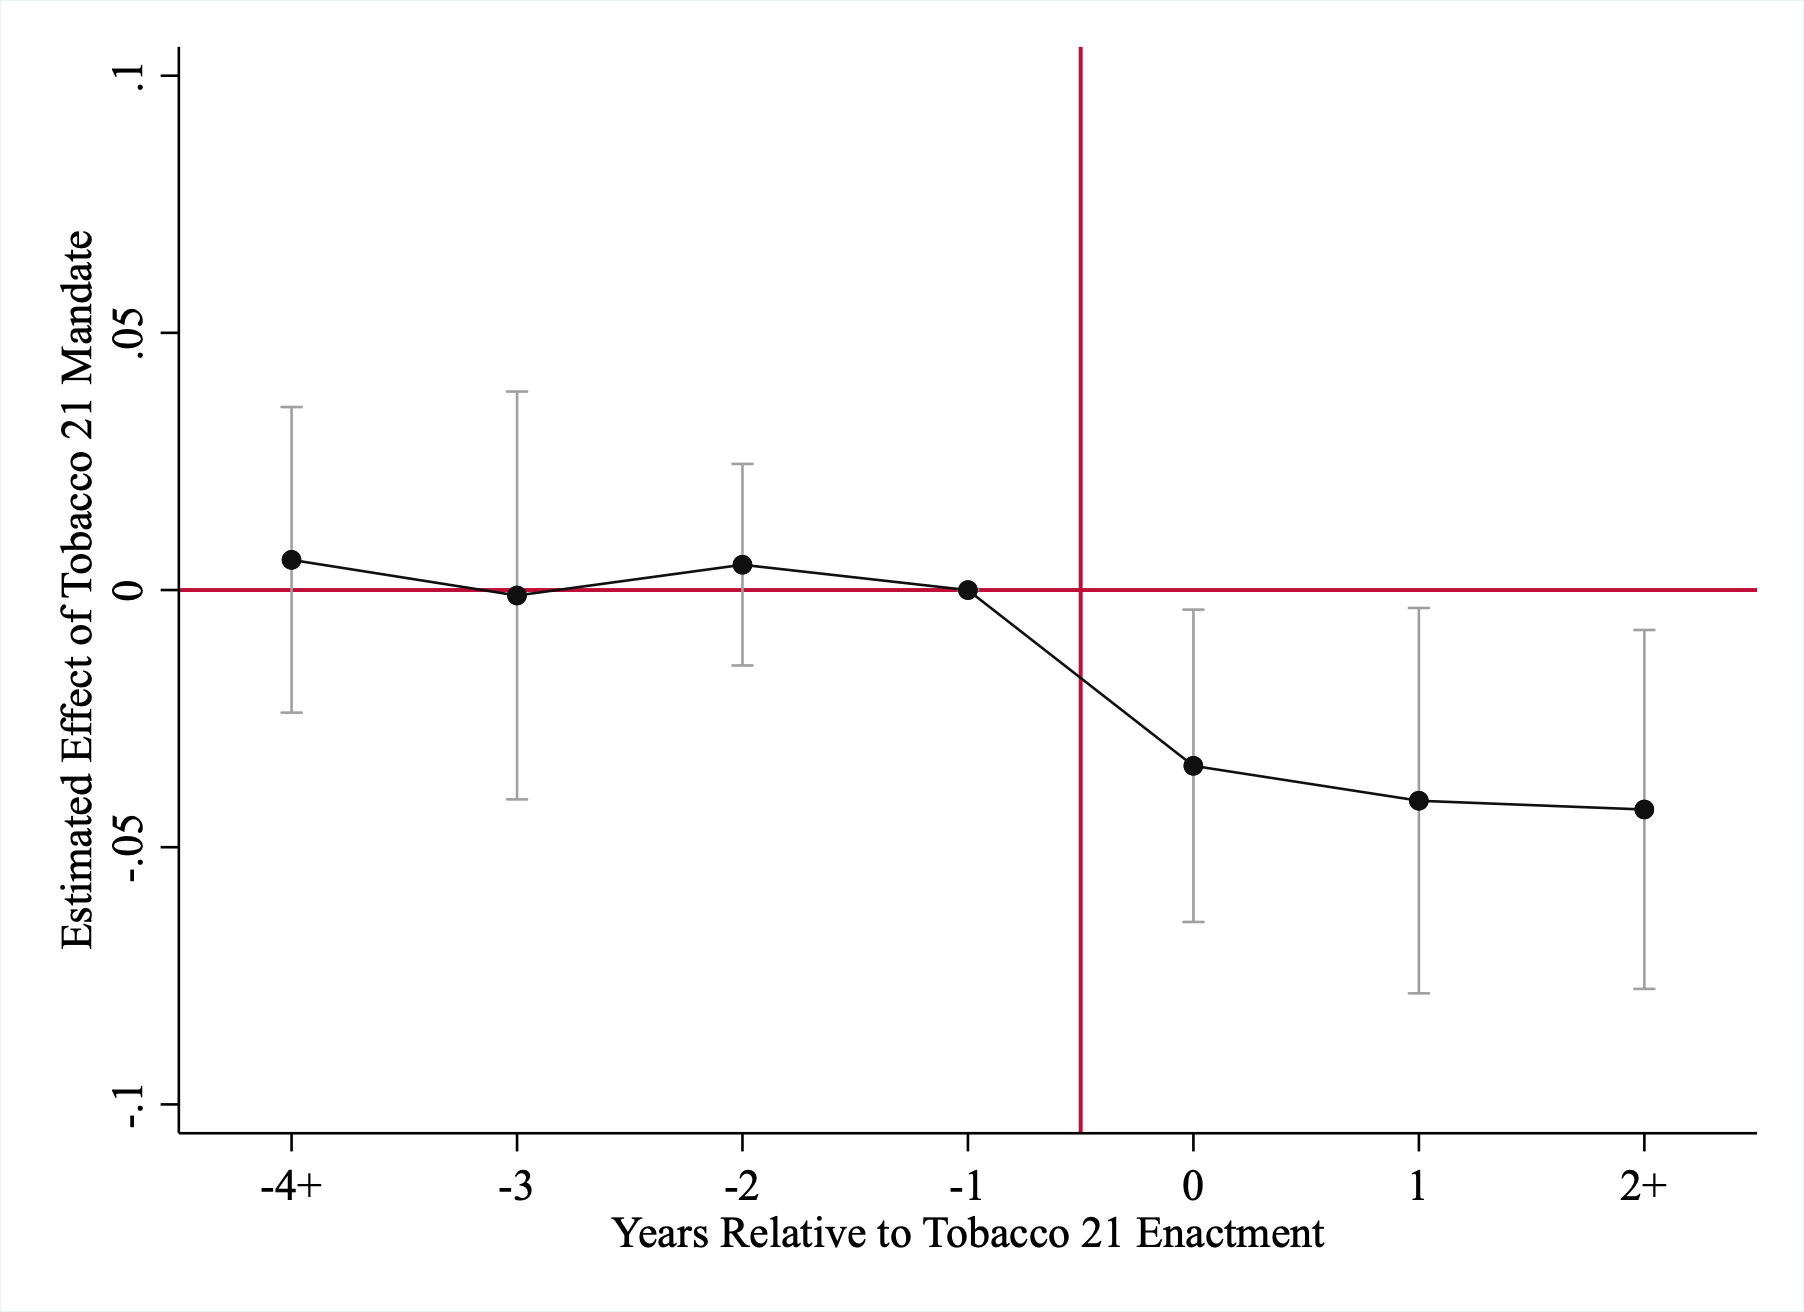 Estimated Effect of Tobacco 21 Mandate
.1
.05
0
-.05
-.1
-4+ -3 -2 -1 0 1 2+
Years Relative to Tobacco 21 Enactment